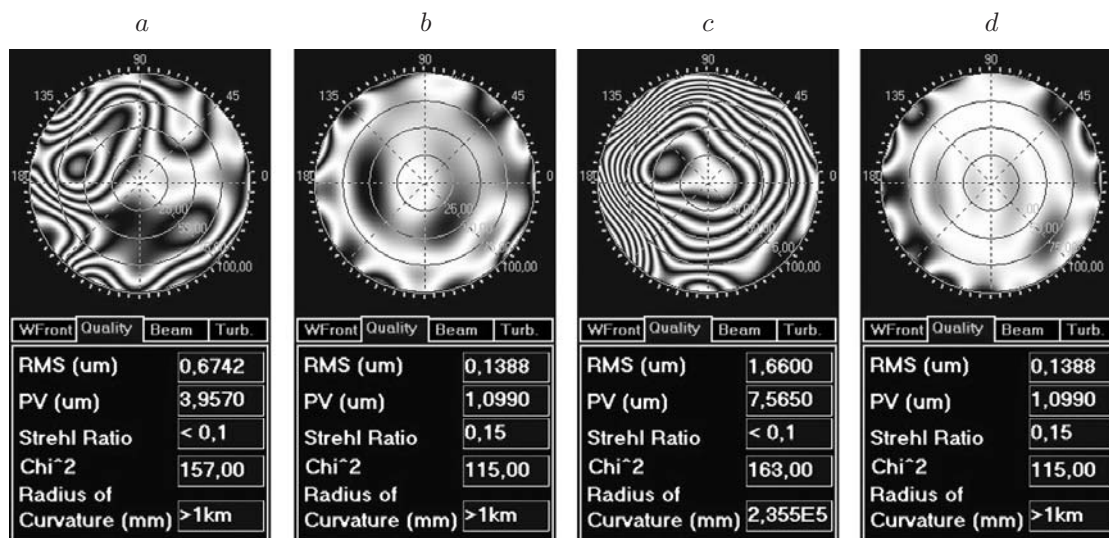 a b c d
90 90 90 90
135 45 135 45 135 45 135 45
180 0 180 0 180 0 180 0
25,00
100,00 100,00 100,00 100,00
WFront Quality Beam Turb. WFront Quality Beam Turb. WFront Quality Beam Turb. WFront Quality Beam Turb.
RMS (um) 0,6742 RMS (um) 0,1388 RMS (um) 1,6600 RMS (um) 0,1388
PV (um) 3,9570 PV (um) 1,0990 PV (um) 7,5650 PV (um) 1,0990
Strehl Ratio < 0,1 Strehl Ratio 0,15 Strehl Ratio < 0,1 Strehl Ratio 0,15
Chi^2 157,00 Chi^2 115,00 Chi^2 163,00 Chi^2 115,00
Radius of Radius of Radius of Radius of
Curvature (mm) >1km Curvature (mm) >1km Curvature (mm) 2,355E5 Curvature (mm) >1km